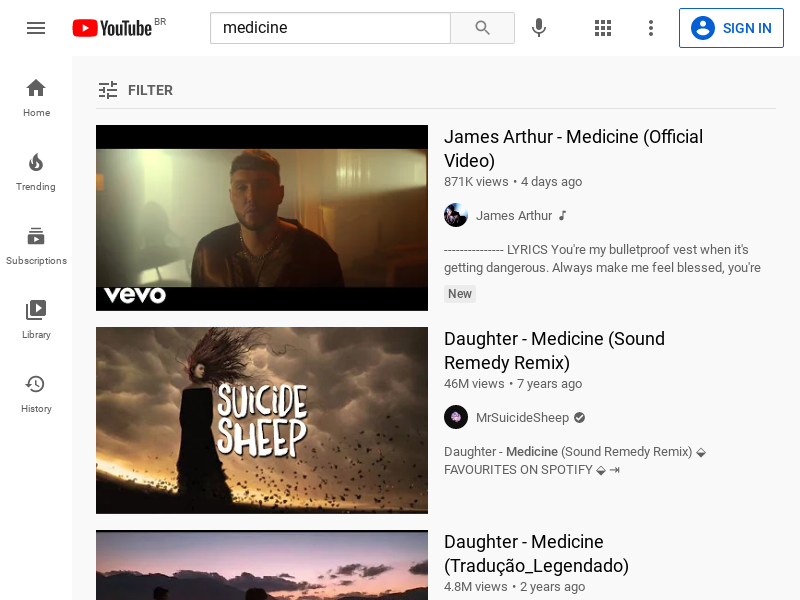 YouTube BR
medicine
SIGN IN
Home
Trending
Subscriptions
Library
History
FILTER
vevo
James Arthur - Medicine (Official
Video)
871K views • 4 days ago
James Arthur
--------------- LYRICS You're my bulletproof vest when it's
getting dangerous. Always make me feel blessed, you're
New
SUICIDE
SHEEP
Daughter - Medicine (Sound
Remedy Remix)
46M views • 7 years ago
MrSuicideSheep
Daughter - Medicine (Sound Remedy Remix) ⬙
FAVOURITES ON SPOTIFY ⬙ ⇥
Daughter - Medicine
(Tradução_Legendado)
4.8M views • 2 years ago